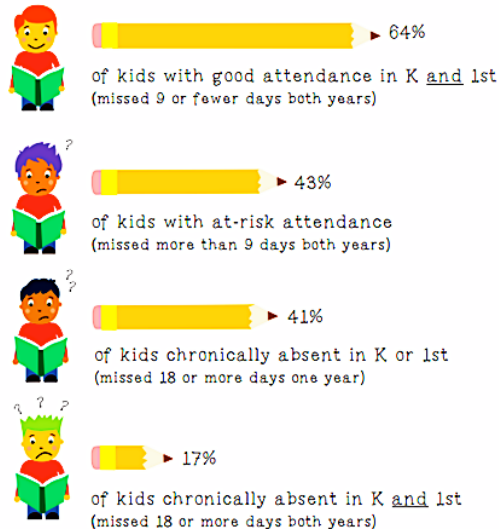 64%
of kids with good attendance in K and 1st
(missed 9 or fewer days both years)
?
43%
of kids with at-risk attendance
(missed more than 9 days both years)
?
?
41%
of kids chronically absent in K or 1st
(missed 18 or more days one year)
? ? ?
17%
of kids chronically absent in K and 1st
(missed 18 or more days both years)